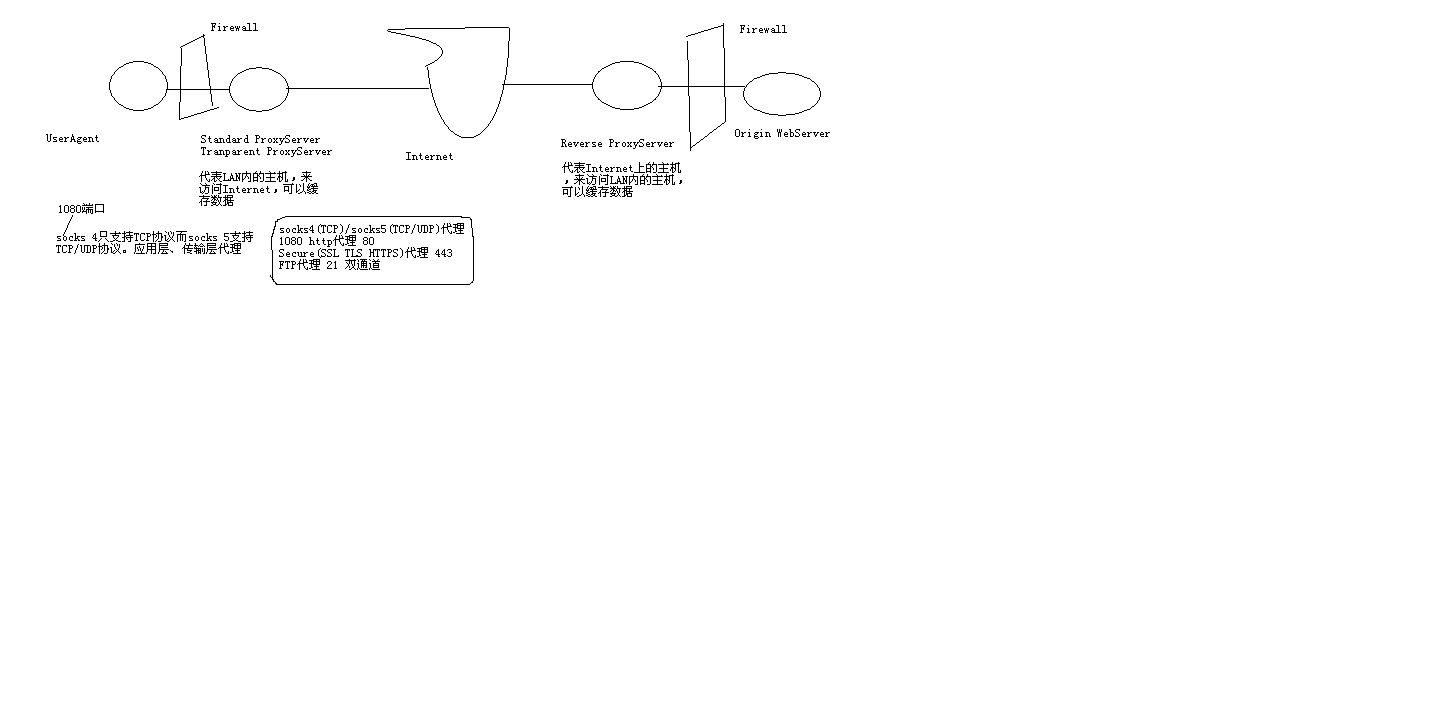 Firewall
Firewall
UserAgent
Standard ProxyServer
Tranparent ProxyServer
Internet
Reverse ProxyServer
Origin WebServer
代表LAN内的主机，来
访问Internet，可以缓
存数据
代表Internet上的主机
，来访问LAN内的主机，
可以缓存数据
1080端口
socks 4只支持TCP协议而socks 5支持
TCP/UDP协议。应用层、传输层代理
socks4(TCP)/socks5(TCP/UDP)代理
1080 http代理 80
Secure(SSL TLS HTTPS)代理 443
FTP代理 21 双通道